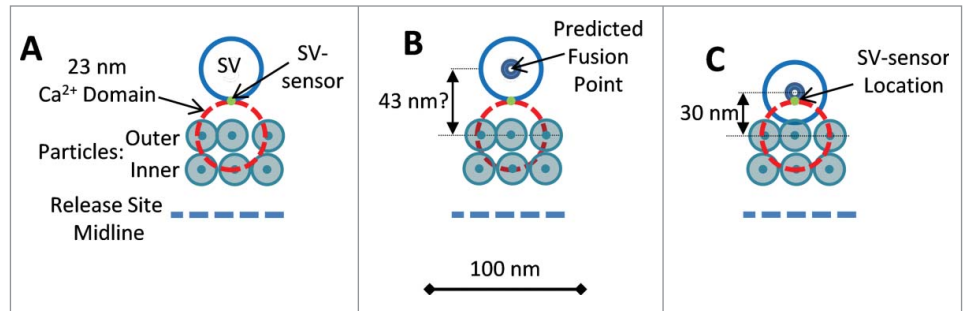 A
SV
SV-
sensor
23 nm
Ca²⁺ Domain
Particles:
Outer
Inner
Release Site
Midline
B
Predicted
Fusion
Point
43 nm?
100 nm
C
SV-sensor
Location
30 nm